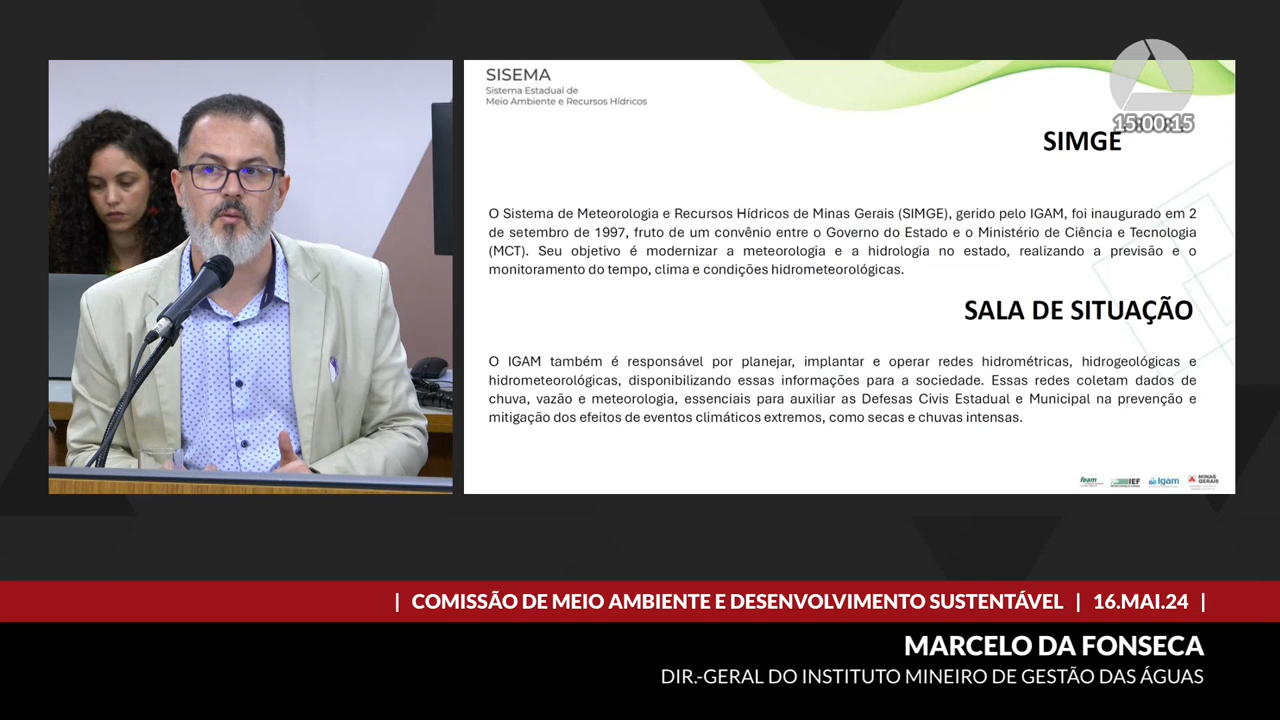 SISEMA
Sistema Estadual de
Meio Ambiente e Recursos Hídricos
15:00:15
SIMGE
O Sistema de Meteorologia e Recursos Hídricos de Minas Gerais (SIMGE), gerido pelo IGAM, foi inaugurado em 2
de setembro de 1997, fruto de um convênio entre o Governo do Estado e o Ministério de Ciência e Tecnologia
(MCT). Seu objetivo é modernizar a meteorologia e a hidrologia no estado, realizando a previsão e o
monitoramento do tempo, clima e condições hidrometeorológicas.
SALA DE SITUAÇÃO
O IGAM também é responsável por planejar, implantar e operar redes hidrométricas, hidrogeológicas e
hidrometeorológicas, disponibilizando essas informações para a sociedade. Essas redes coletam dados de
chuva, vazão e meteorologia, essenciais para auxiliar as Defesas Civis Estadual e Municipal na prevenção e
mitigação dos efeitos de eventos climáticos extremos, como secas e chuvas intensas.
feam
IEF
Igam
MINAS
GERAIS
| COMISSÃO DE MEIO AMBIENTE E DESENVOLVIMENTO SUSTENTÁVEL | 16.MAI.24 |
MARCELO DA FONSECA
DIR.-GERAL DO INSTITUTO MINEIRO DE GESTÃO DAS ÁGUAS